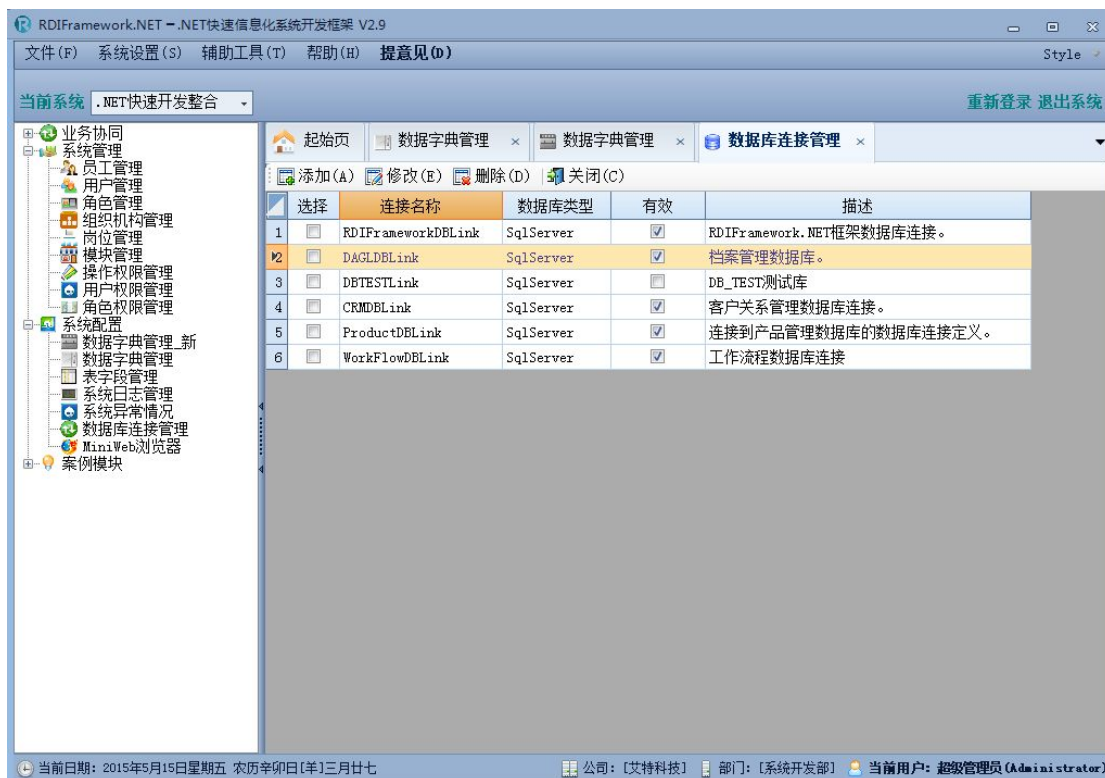 RDIFramework.NET━.NET快速信息化系统开发框架 V2.9
文件(F) 系统设置(S) 辅助工具(T) 帮助(H) 提意见(D) Style
当前系统 .NET快速开发整合 重新登录 退出系统
业务协同
系统管理
员工管理
用户管理
角色管理
组织机构管理
岗位管理
模块管理
操作权限管理
用户权限管理
角色权限管理
系统配置
数据字典管理_新
数据字典管理
表字段管理
系统日志管理
系统异常情况
数据库连接管理
MiniWeb浏览器
案例模块
起始页 数据字典管理 × 数据字典管理 × 数据库连接管理 ×
添加(A) 修改(E) 删除(D) 关闭(C)
选择 连接名称 数据库类型 有效 描述
1 RDIFrameworkDBLink SqlServer RDIFramework.NET框架数据库连接。
2 DAGLDBLink SqlServer 档案管理数据库。
3 DBTESTLink SqlServer DB_TEST测试库
4 CRMDBLink SqlServer 客户关系管理数据库连接。
5 ProductDBLink SqlServer 连接到产品管理数据库的数据库连接定义。
6 WorkFlowDBLink SqlServer 工作流程数据库连接
当前日期: 2015年5月15日星期五 农历辛卯日[羊]三月廿七 公司: [艾特科技] 部门: [系统开发部] 当前用户: 超级管理员(Administrator)